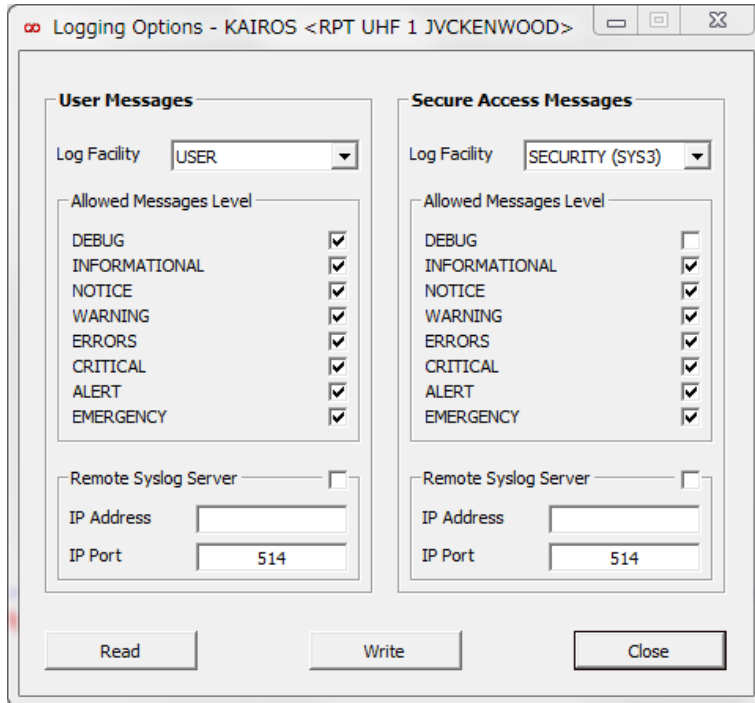 Logging Options - KAIROS <RPT UHF 1 JVCKENWOOD>
User Messages
Log Facility USER
Allowed Messages Level
DEBUG
INFORMATIONAL
NOTICE
WARNING
ERRORS
CRITICAL
ALERT
EMERGENCY
Remote Syslog Server
IP Address
IP Port 514
Secure Access Messages
Log Facility SECURITY (SYS3)
Allowed Messages Level
DEBUG
INFORMATIONAL
NOTICE
WARNING
ERRORS
CRITICAL
ALERT
EMERGENCY
Remote Syslog Server
IP Address
IP Port 514
Read Write Close